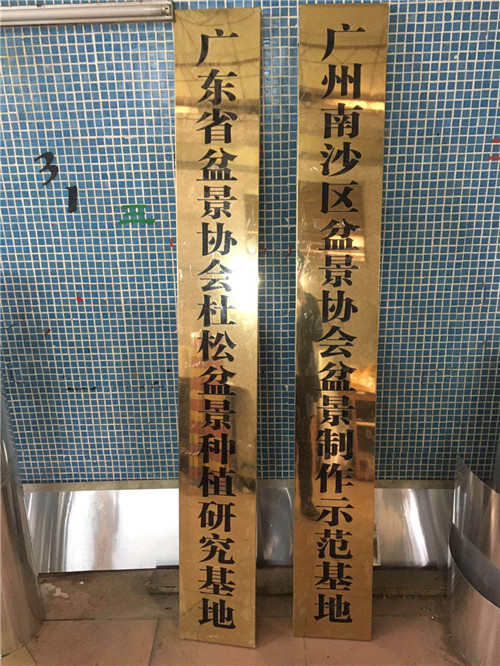 广东省盆景协会杜松盆景种植研究基地
广州南沙区盆景协会盆景制作示范基地
31